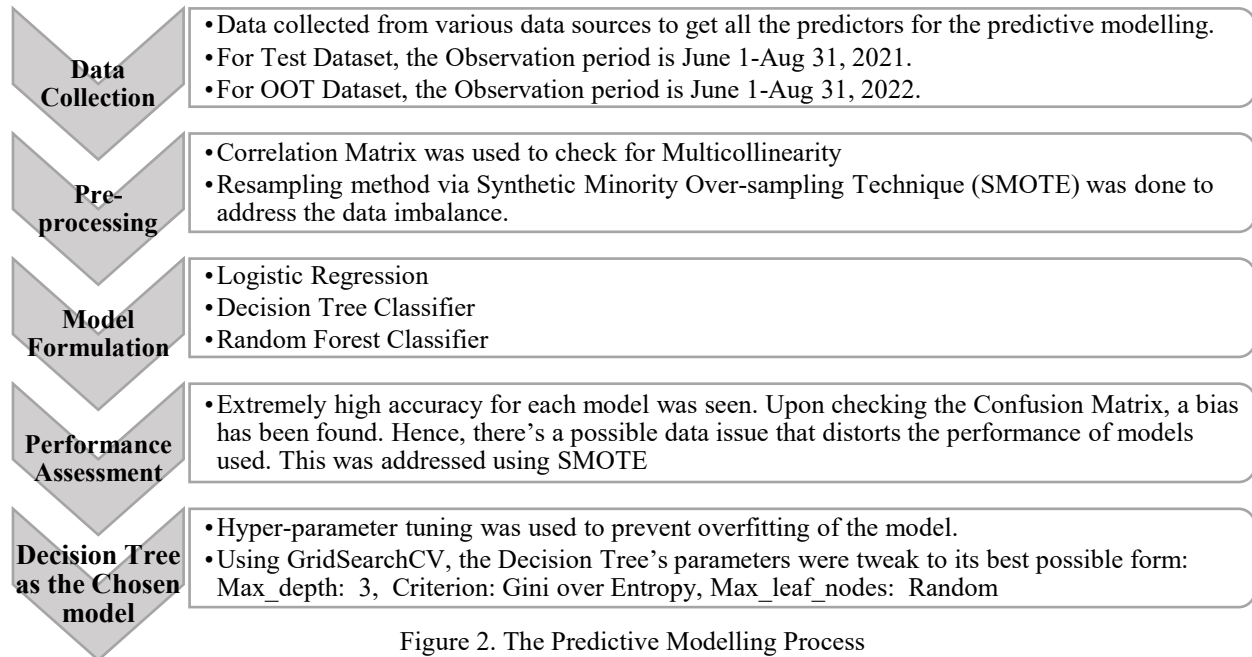 Data
Collection
•Data collected from various data sources to get all the predictors for the predictive modelling.
•For Test Dataset, the Observation period is June 1-Aug 31, 2021.
•For OOT Dataset, the Observation period is June 1-Aug 31, 2022.
Pre-
processing
•Correlation Matrix was used to check for Multicollinearity
•Resampling method via Synthetic Minority Over-sampling Technique (SMOTE) was done to
address the data imbalance.
Model
Formulation
•Logistic Regression
•Decision Tree Classifier
•Random Forest Classifier
Performance
Assessment
•Extremely high accuracy for each model was seen. Upon checking the Confusion Matrix, a bias
has been found. Hence, there's a possible data issue that distorts the performance of models
used. This was addressed using SMOTE
Decision Tree
as the Chosen
model
•Hyper-parameter tuning was used to prevent overfitting of the model.
•Using GridSearchCV, the Decision Tree's parameters were tweak to its best possible form:
Max_depth: 3, Criterion: Gini over Entropy, Max_leaf_nodes: Random
Figure 2. The Predictive Modelling Process